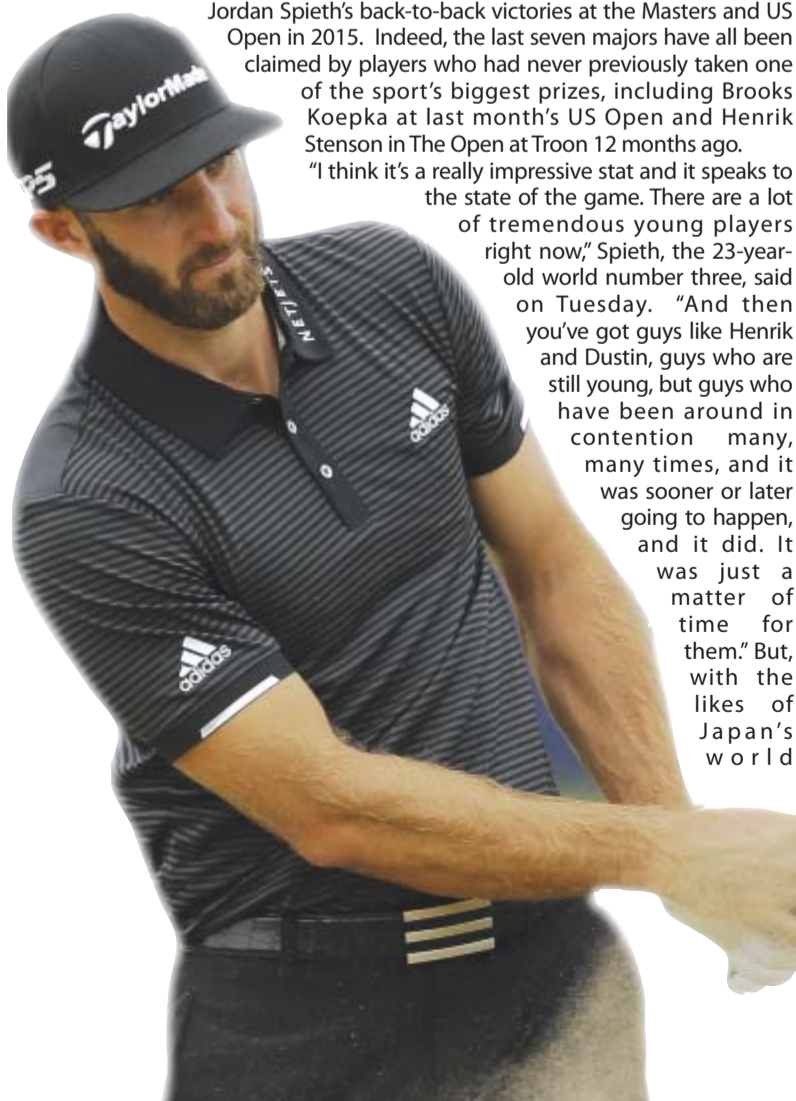 Jordan Spieth’s back-to-back victories at the Masters and US
Open in 2015. Indeed, the last seven majors have all been
claimed by players who had never previously taken one
of the sport’s biggest prizes, including Brooks
Koepka at last month’s US Open and Henrik
Stenson in The Open at Troon 12 months ago.
“I think it’s a really impressive stat and it speaks to
the state of the game. There are a lot
of tremendous young players
right now,” Spieth, the 23-year-
old world number three, said
on Tuesday. “And then
you’ve got guys like Henrik
and Dustin, guys who are
still young, but guys who
have been around in
contention many,
many times, and it
was sooner or later
going to happen,
and it did. It
was just a
matter of
time for
them.” But,
with the
likes of
Japan’s
world
TaylorMade
NETJETS
adidas
adidas